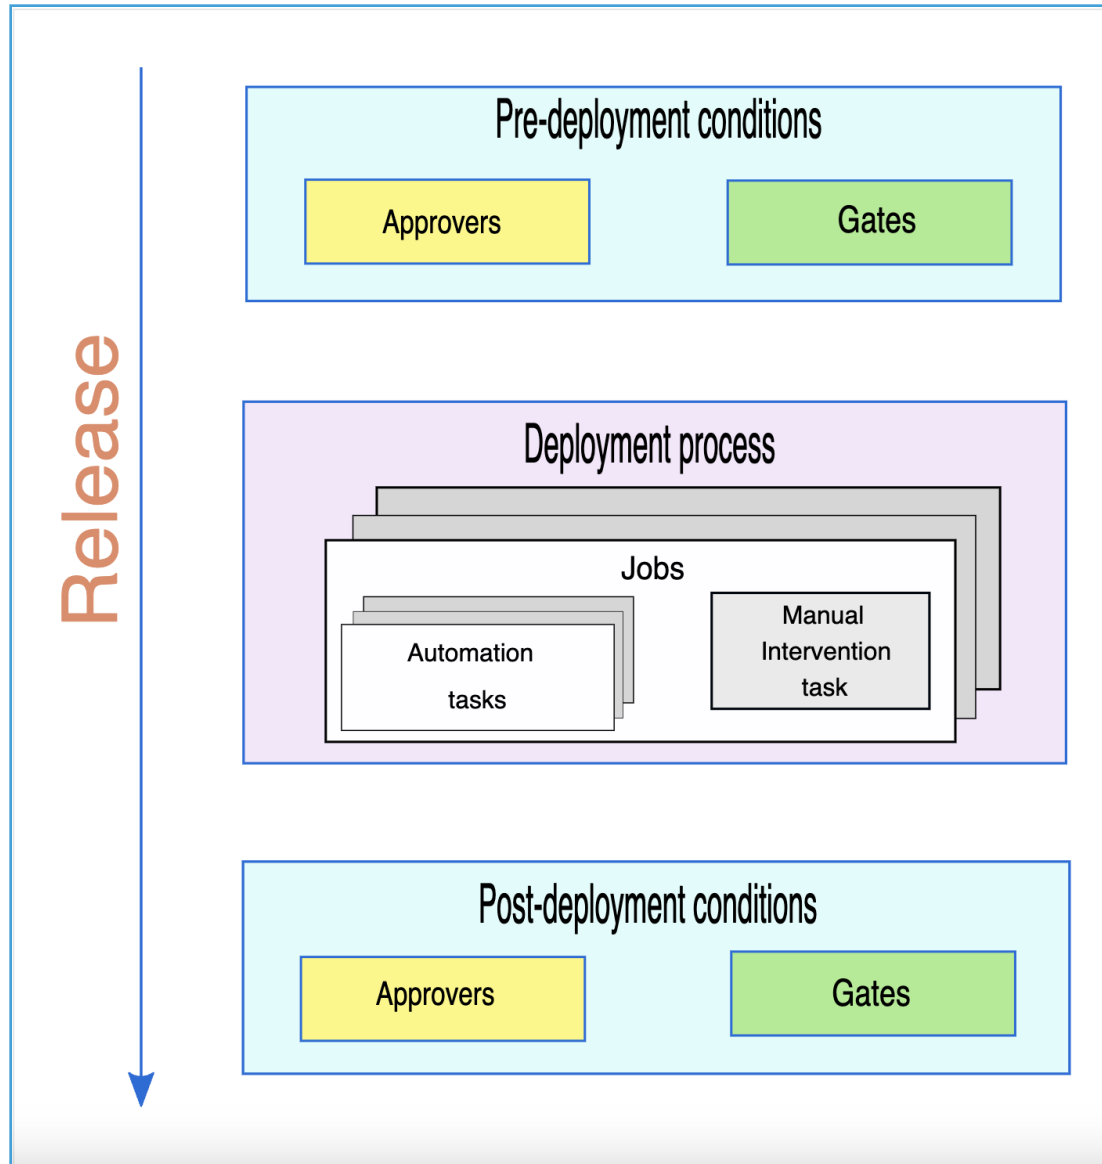 Release
Pre-deployment conditions
Approvers
Gates
Deployment process
Jobs
Automation
tasks
Manual
Intervention
task
Post-deployment conditions
Approvers
Gates